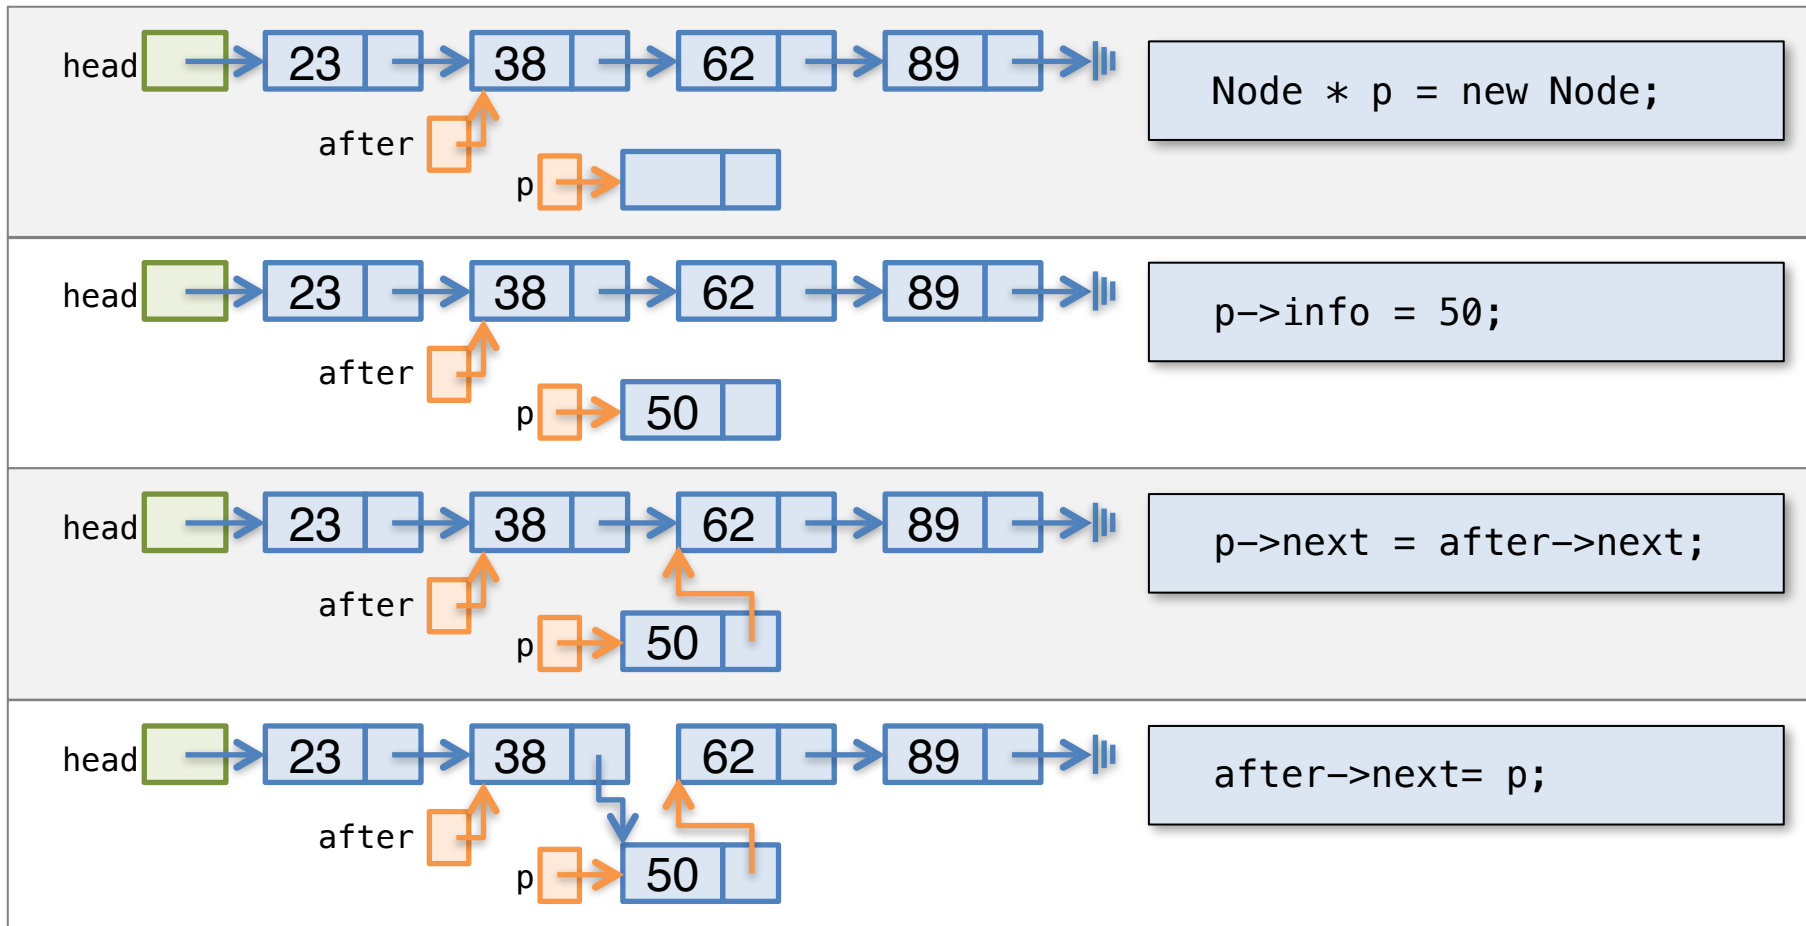 head 23 38 62 89
Node * p = new Node;
after
p
head 23 38 62 89
p->info = 50;
after
p 50
head 23 38 62 89
p->next = after->next;
after
p 50
head 23 38 62 89
after->next= p;
after
p 50